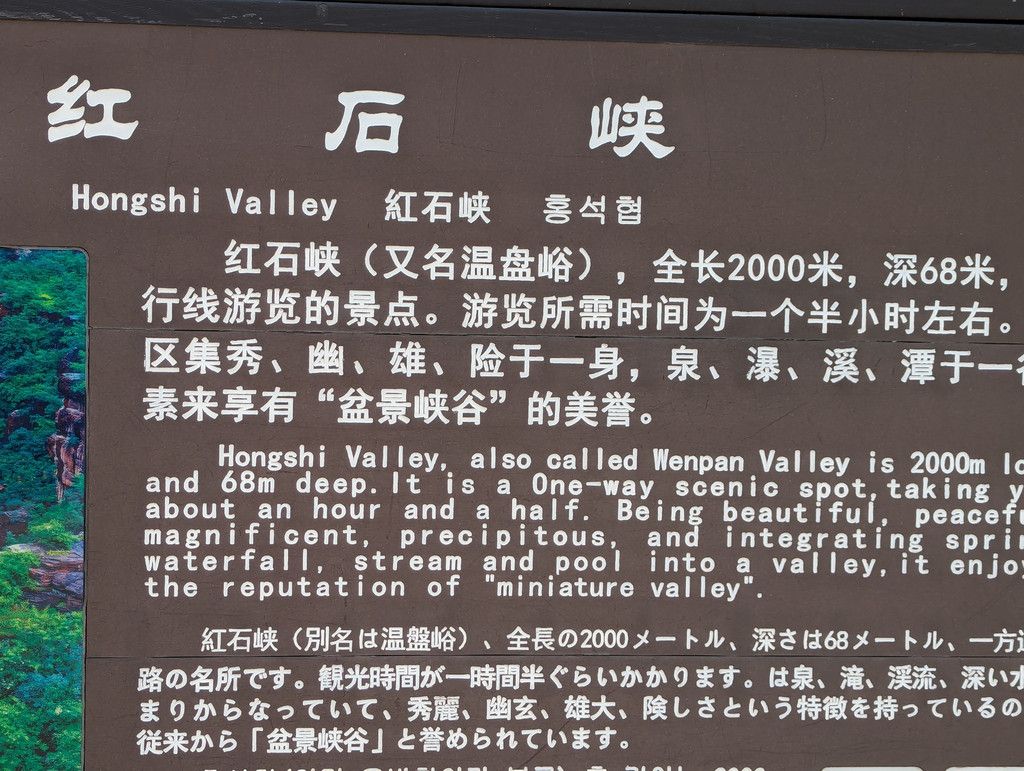 红石峡
Hongshi Valley 紅石峡 홍석협
红石峡（又名温盘峪），全长2000米，深68米，
行线游览的景点。游览所需时间为一个半小时左右。
区集秀、幽、雄、险于一身，泉、瀑、溪、潭于一
素来享有“盆景峡谷”的美誉。
Hongshi Valley, also called Wenpan Valley is 2000m
and 68m deep.It is a One-way scenic spot,taking
about an hour and a half. Being beautiful,
magnificent, precipitous, and integrating
waterfall, stream and pool into a valley,it
the reputation of "miniature valley".
紅石峡（別名は温盤峪）、全長の2000メートル、深さは68メートル、一方
路の名所です。観光時間が一時間半ぐらいかかります。は泉、滝、渓流、深い水
まりからなっていて、秀麗、幽玄、雄大、険しさという特徴を持っているの
従来から「盆景峡谷」と誉められています。